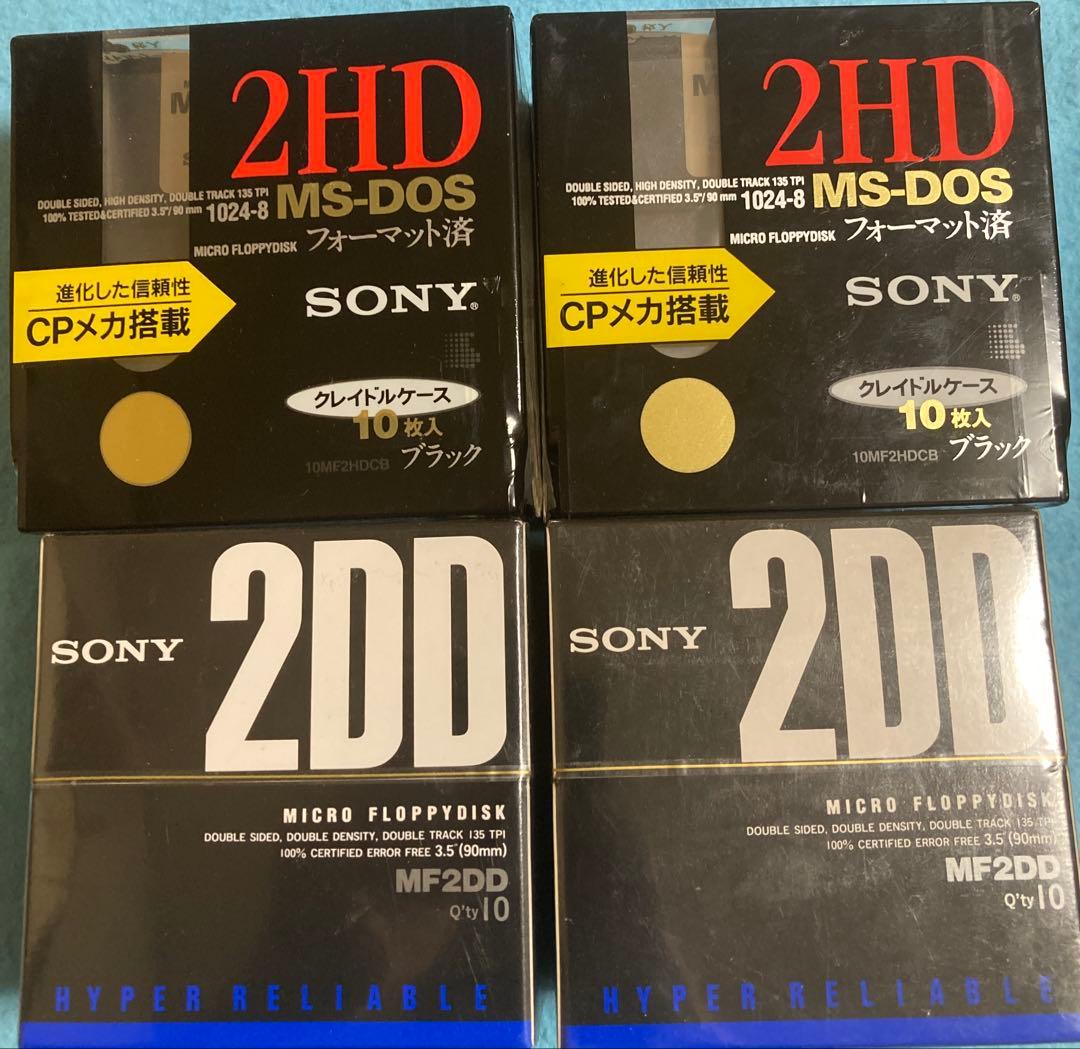 2HD
DOUBLE SIDED, HIGH DENSITY, DOUBLE TRACK 135 TPI
100% TESTED&CERTIFIED 3.5"/90 mm 1024-8 MS-DOS
MICRO FLOPPYDISK フォーマット済
進化した信頼性
CPメカ搭載
SONY®
クレイドルケース
10枚入
10MF2HDCB ブラック
2HD
DOUBLE SIDED, HIGH DENSITY, DOUBLE TRACK 135 TPI
100% TESTED&CERTIFIED 3.5"/90 mm 1024-8 MS-DOS
MICRO FLOPPYDISK フォーマット済
進化した信頼性
CPメカ搭載
SONY®
クレイドルケース
10枚入
10MF2HDCB ブラック
SONY 2DD
MICRO FLOPPYDISK
DOUBLE SIDED, DOUBLE DENSITY, DOUBLE TRACK 135 TPI
100% CERTIFIED ERROR FREE 3.5" (90mm)
MF2DD
Q'ty 10
HYPER RELIABLE
SONY 2DD
MICRO FLOPPYDISK
DOUBLE SIDED, DOUBLE DENSITY, DOUBLE TRACK 135 TPI
100% CERTIFIED ERROR FREE 3.5" (90mm)
MF2DD
Q'ty 10
HYPER RELIABLE